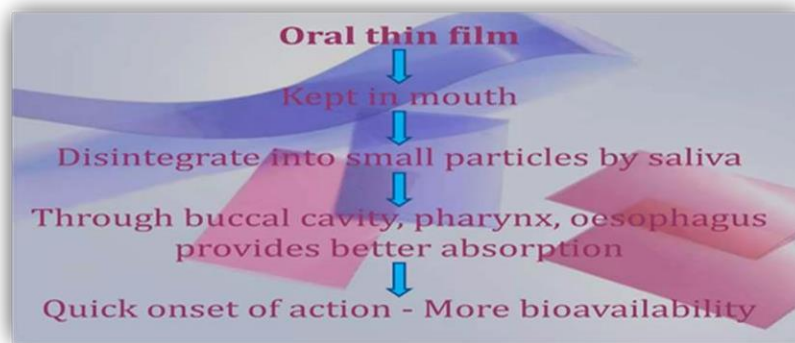 Oral thin film
Kept in mouth
Disintegrate into small particles by saliva
Through buccal cavity, pharynx, oesophagus
provides better absorption
Quick onset of action - More bioavailability